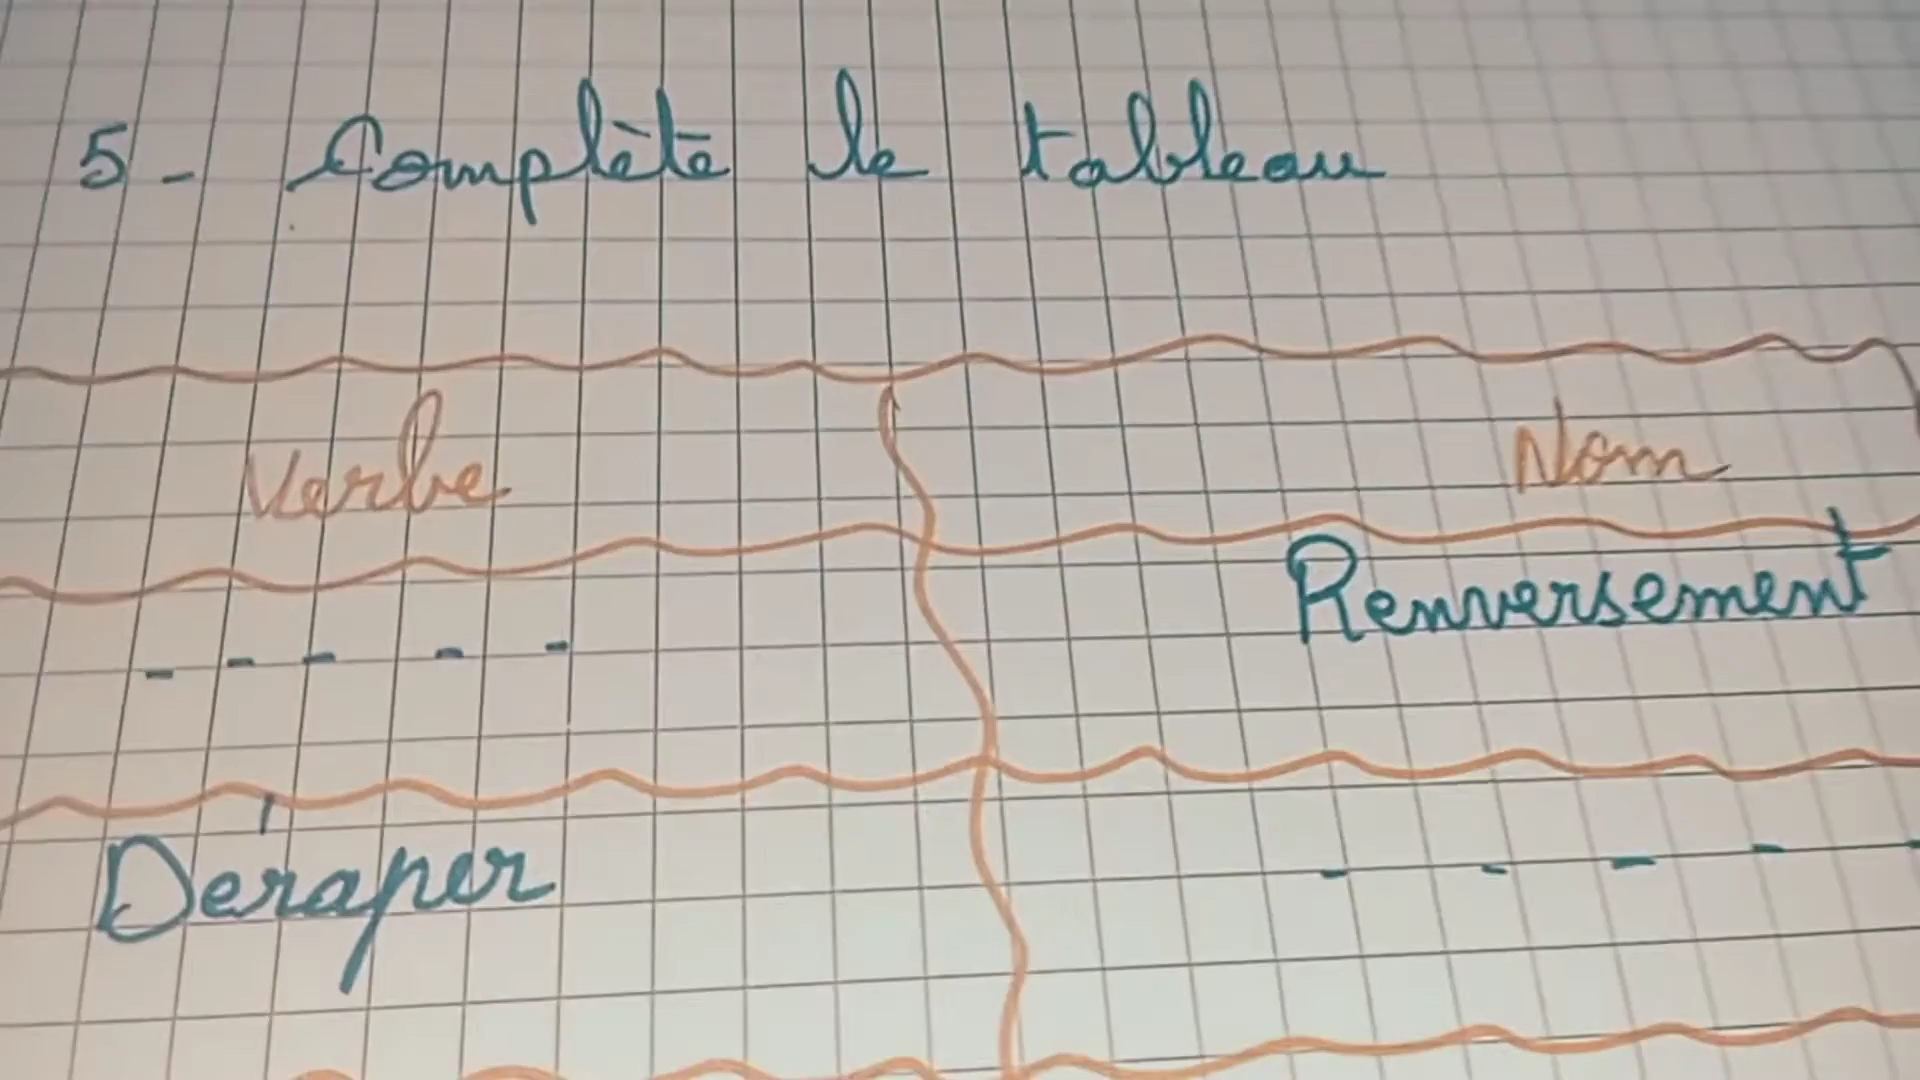 5- Complète le tableau
Verbe Nom
- - - - - Renversement
Déraper - - - - -